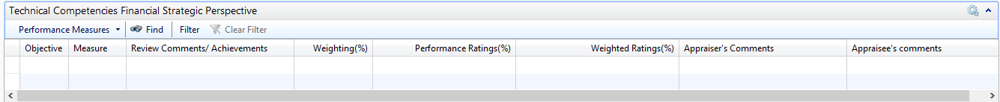 Technical Competencies Financial Strategic Perspective
Performance Measures Find Filter Clear Filter
Objective Measure Review Comments/ Achievements Weighting(%) Performance Ratings(%) Weighted Ratings(%) Appraiser's Comments Appraisee's comments